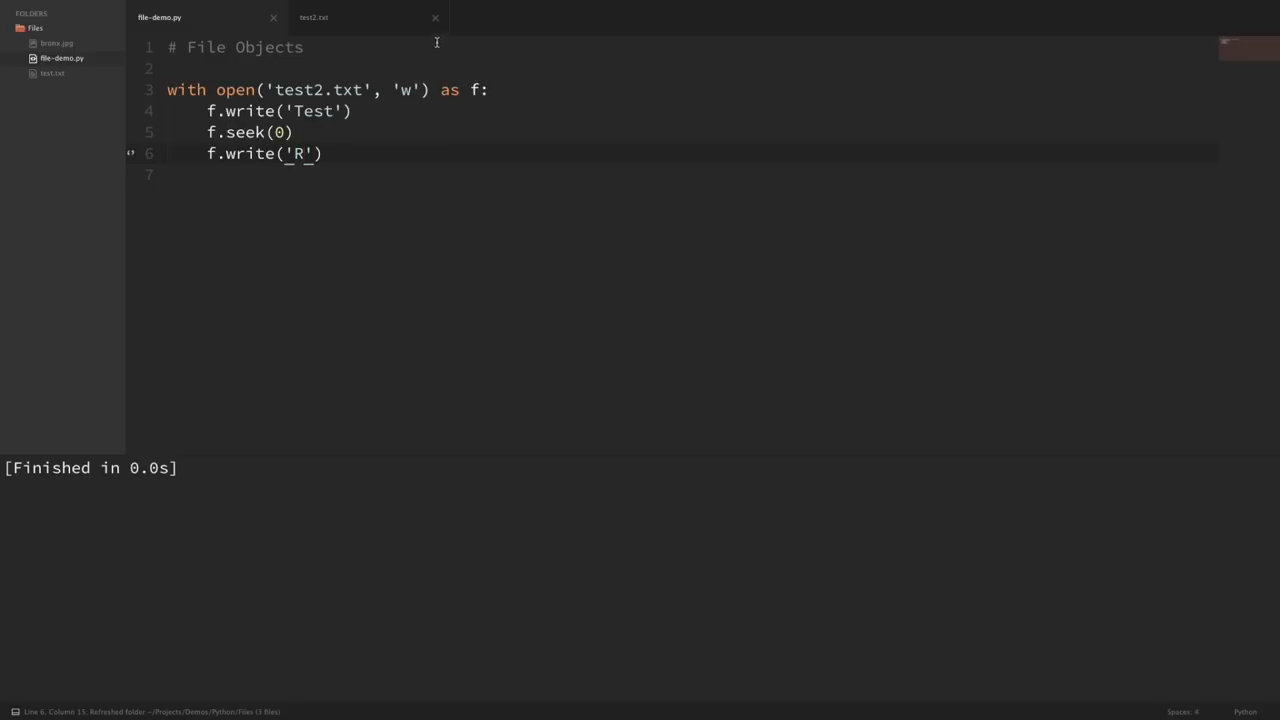 FOLDERS
Files
bronx.jpg
file-demo.py
test.txt
file-demo.py
test2.txt
1 # File Objects
2
3 with open('test2.txt', 'w') as f:
4     f.write('Test')
5     f.seek(0)
6     f.write('R')
7
[Finished in 0.0s]
Line 6, Column 15; Refreshed folder ~/Projects/Demos/Python/Files (3 files)
Spaces: 4
Python